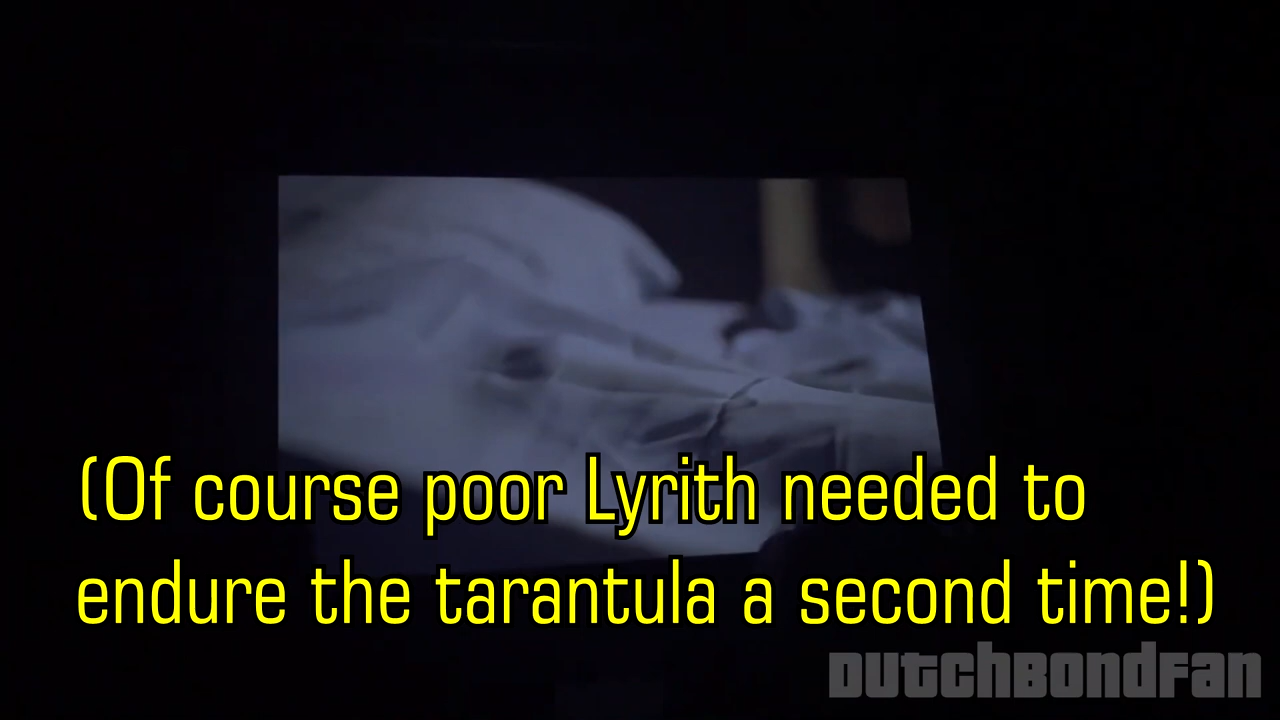 (Of course poor Lyrith needed to
endure the tarantula a second time!)
DutchBondFan